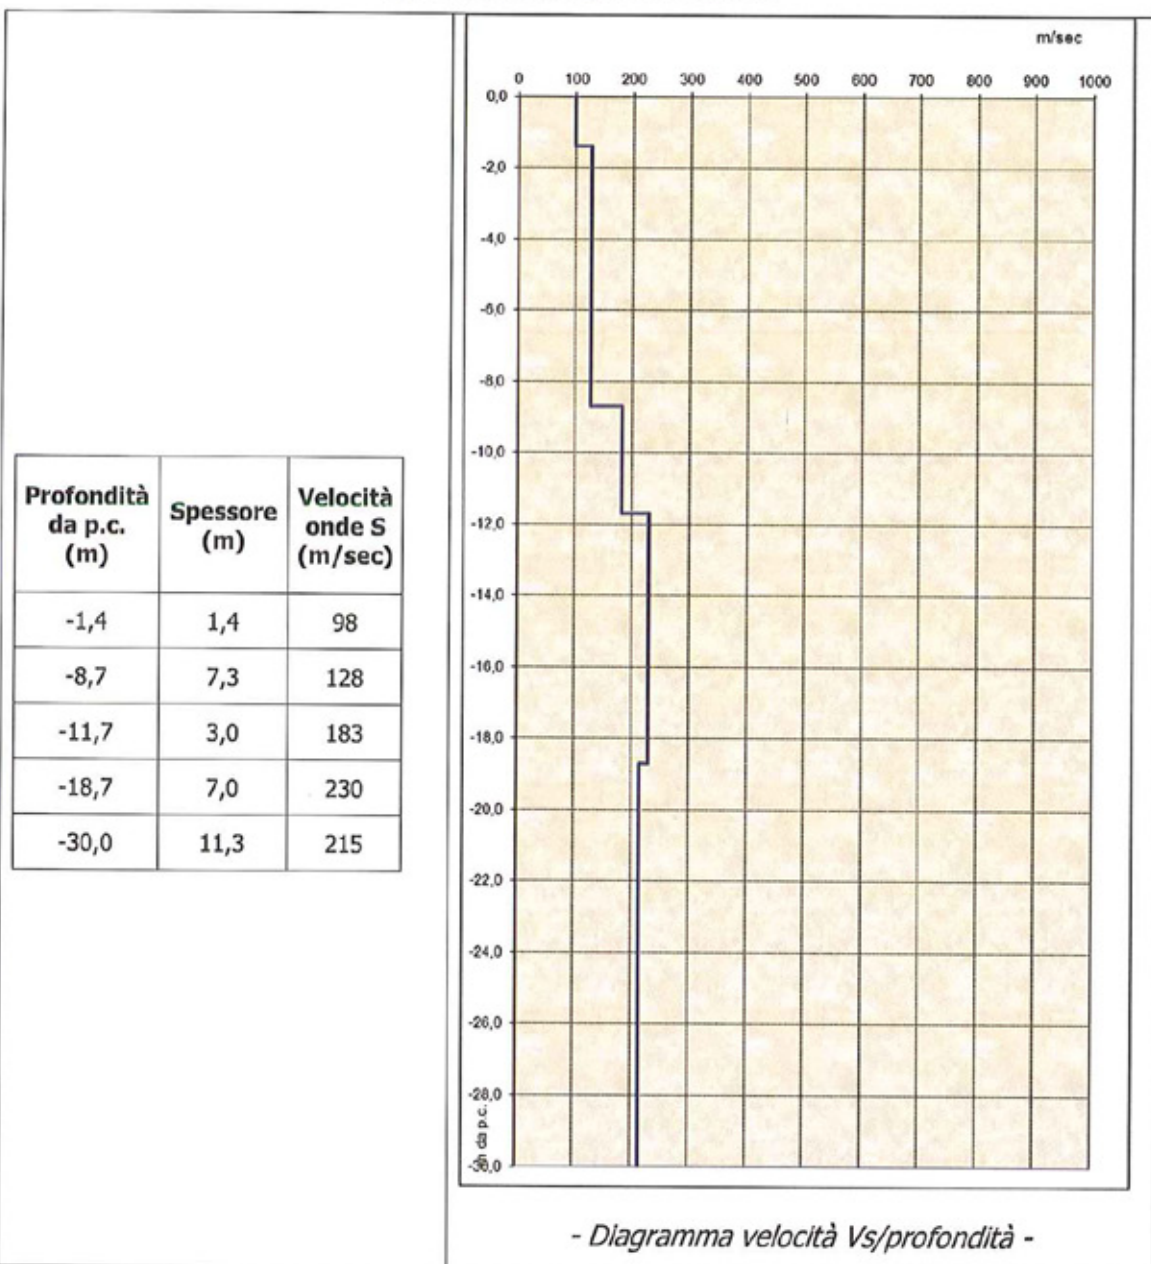 Profondità da p.c. (m) Spessore (m) Velocità onde S (m/sec)
-1,4 1,4 98
-8,7 7,3 128
-11,7 3,0 183
-18,7 7,0 230
-30,0 11,3 215
m/sec
0 100 200 300 400 500 600 700 800 900 1000
0,0
-2,0
-4,0
-6,0
-8,0
-10,0
-12,0
-14,0
-16,0
-18,0
-20,0
-22,0
-24,0
-26,0
-28,0
-30,0
m da p.c.
- Diagramma velocità Vs/profondità -